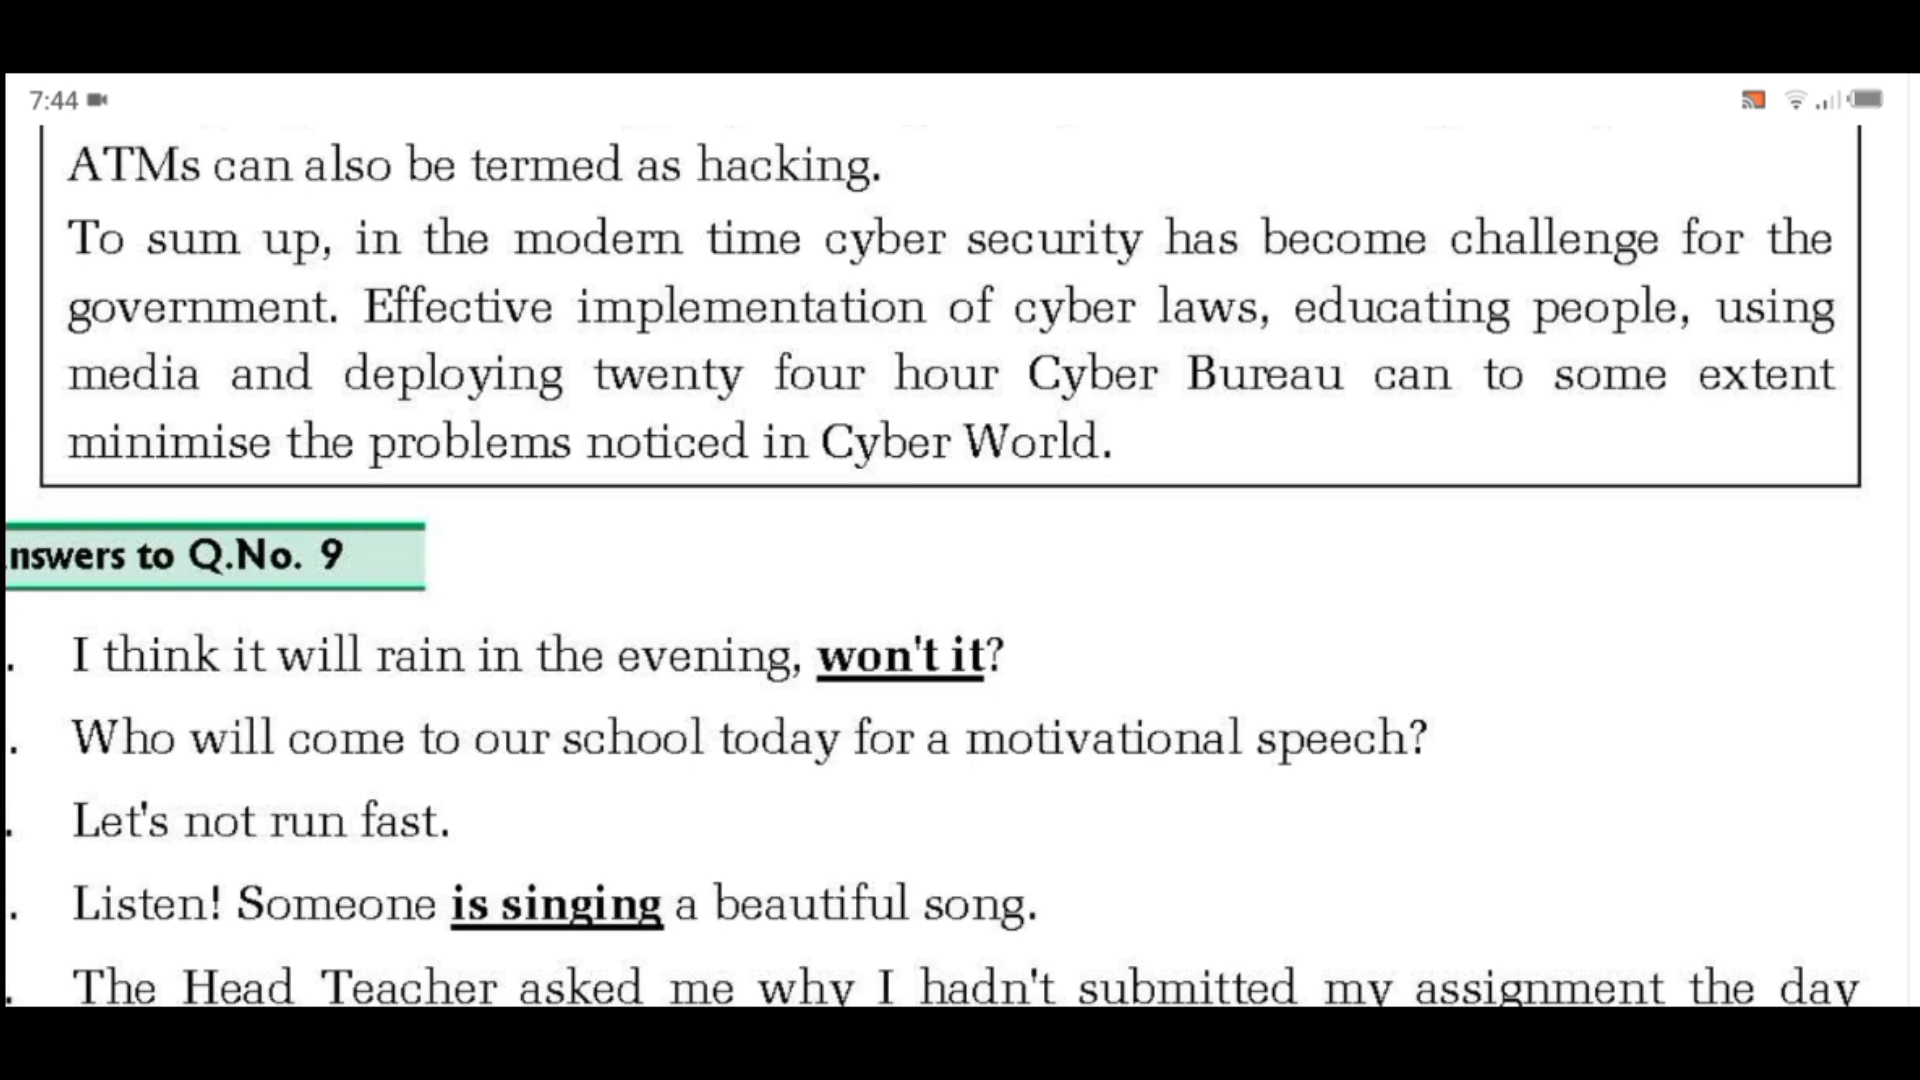 7:44
ATMs can also be termed as hacking.
To sum up, in the modern time cyber security has become challenge for the
government. Effective implementation of cyber laws, educating people, using
media and deploying twenty four hour Cyber Bureau can to some extent
minimise the problems noticed in Cyber World.
nswers to Q.No. 9
. I think it will rain in the evening, won't it?
. Who will come to our school today for a motivational speech?
. Let's not run fast.
. Listen! Someone is singing a beautiful song.
. The Head Teacher asked me why I hadn't submitted my assignment the day